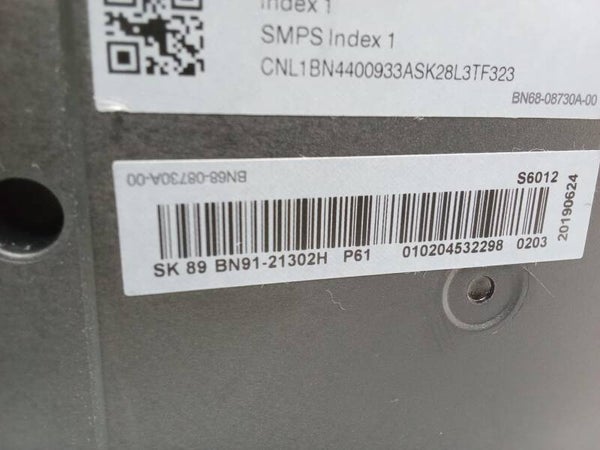 Index 1
SMPS Index 1
CNL1BN4400933ASK28L3TF323
BN68-08730A-00
BN68-08730A-00
S6012
SK 89 BN91-21302H P61 010204532298 0203
20190624